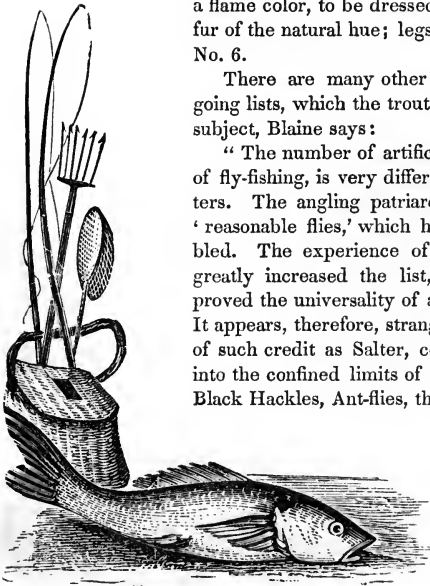 a flame color, to be dressed
fur of the natural hue; legs
No. 6.
There are many other
going lists, which the trout
subject, Blaine says:
“ The number of artific
of fly-fishing, is very differ
ters. The angling patriarc
‘ reasonable flies,’ which h
bled. The experience of
greatly increased the list,
proved the universality of a
It appears, therefore, strang
of such credit as Salter, c
into the confined limits of
Black Hackles, Ant-flies, th